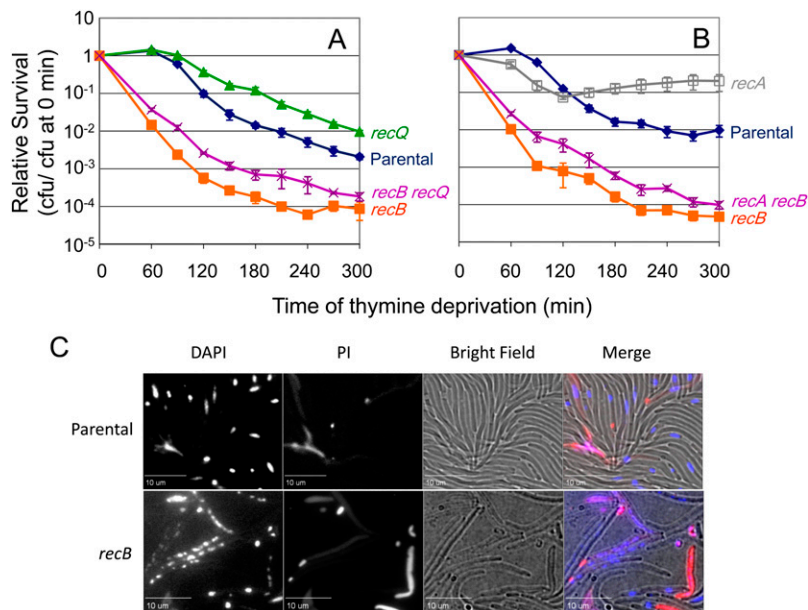 A
B
Relative Survival
(cfu/ cfu at 0 min)
10
1
10⁻¹
10⁻²
10⁻³
10⁻⁴
10⁻⁵
recQ
Parental
recB recQ
recB
recA
Parental
recA recB
recB
0 60 120 180 240 300
0 60 120 180 240 300
Time of thymine deprivation (min)
C
DAPI PI Bright Field Merge
Parental
10 um 10 um 10 um 10 um
recB
10 um 10 um 10 um 10 um